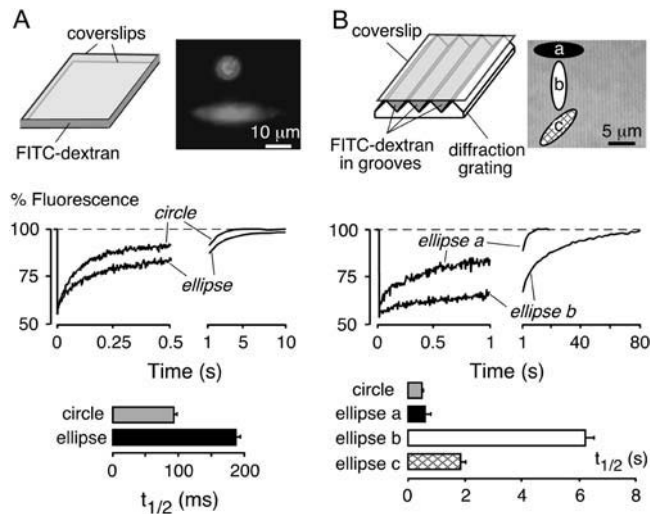 A
coverslips
FITC-dextran
10 μm
% Fluorescence
100
75
50
circle
ellipse
0 0.25 0.5 1 5 10
Time (s)
circle
ellipse
0 100 200
t1/2 (ms)
B
coverslip
FITC-dextran
in grooves
diffraction
grating
a
b
c
5 μm
100
75
50
ellipse a
ellipse b
0 0.5 1 1 40 80
Time (s)
circle
ellipse a
ellipse b
ellipse c
t1/2 (s)
0 2 4 6 8